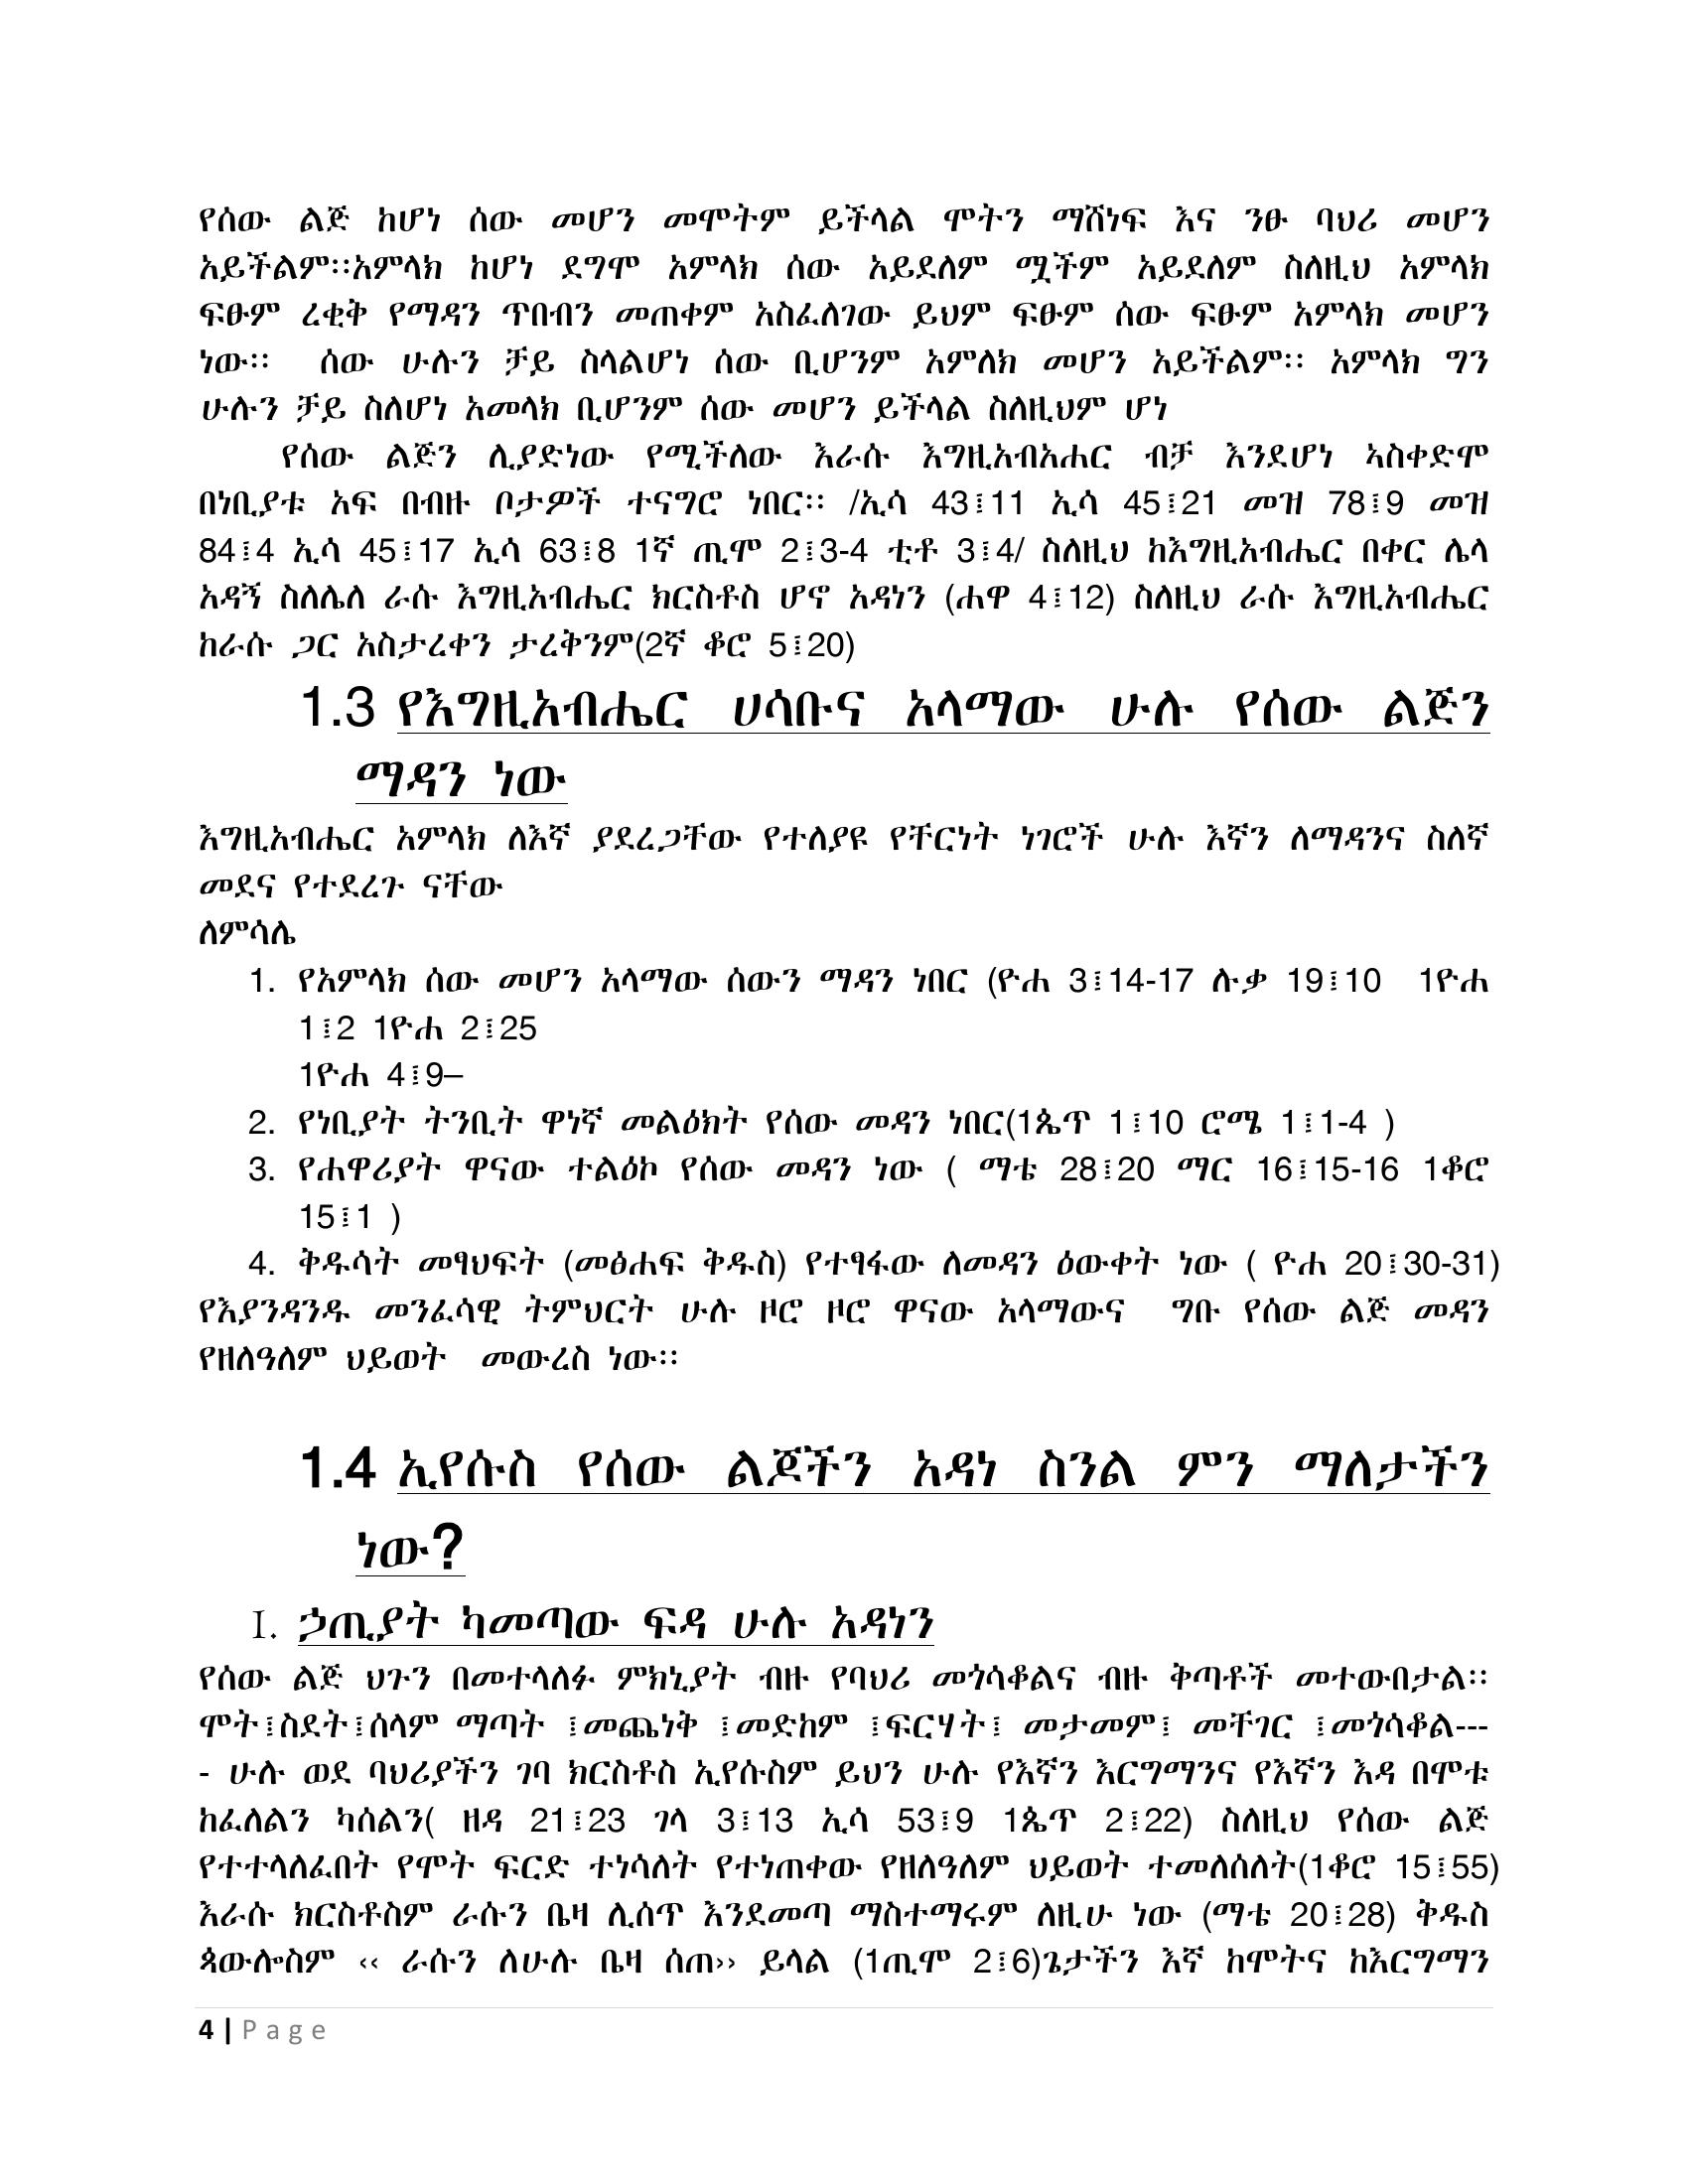 የሰው ልጅ ከሆነ ሰው መሆን መሞትም ይችላል ሞትን ማሸነፍ እና ንፁ ባህሪ መሆን
አይችልም፡፡አምላክ ከሆነ ደግሞ አምላክ ሰው አይደለም ሟችም አይደለም ስለዚህ አምላክ
ፍፁም ረቂቅ የማዳን ጥበብን መጠቀም አስፈለገው ይህም ፍፁም ሰው ፍፁም አምላክ መሆን
ነው፡፡ ሰው ሁሉን ቻይ ስላልሆነ ሰው ቢሆንም አምለክ መሆን አይችልም፡፡ አምላክ ግን
ሁሉን ቻይ ስለሆነ አመላክ ቢሆንም ሰው መሆን ይችላል ስለዚህም ሆነ
የሰው ልጅን ሊያድነው የሚችለው እራሱ እግዚአብአሐር ብቻ እንደሆነ ኣስቀድሞ
በነቢያቱ አፍ በብዙ ቦታዎች ተናግሮ ነበር፡፡ /ኢሳ 43፤11 ኢሳ 45፤21 መዝ 78፤9 መዝ
84፤4 ኢሳ 45፤17 ኢሳ 63፤8 1ኛ ጢሞ 2፤3-4 ቲቶ 3፤4/ ስለዚህ ከእግዚአብሔር በቀር ሌላ
አዳኝ ስለሌለ ራሱ እግዚአብሔር ክርስቶስ ሆኖ አዳነን (ሐዋ 4፤12) ስለዚህ ራሱ እግዚአብሔር
ከራሱ ጋር አስታረቀን ታረቅንም(2ኛ ቆሮ 5፤20)
1.3 የእግዚአብሔር ሀሳቡና አላማው ሁሉ የሰው ልጅን
ማዳን ነው
እግዚአብሔር አምላክ ለእኛ ያደረጋቸው የተለያዩ የቸርነት ነገሮች ሁሉ እኛን ለማዳንና ስለኛ
መደና የተደረጉ ናቸው
ለምሳሌ
1. የአምላክ ሰው መሆን አላማው ሰውን ማዳን ነበር (ዮሐ 3፤14-17 ሉቃ 19፤10 1ዮሐ
1፤2 1ዮሐ 2፤25
1ዮሐ 4፤9–
2. የነቢያት ትንቢት ዋነኛ መልዕክት የሰው መዳን ነበር(1ጴጥ 1፤10 ሮሜ 1፤1-4 )
3. የሐዋሪያት ዋናው ተልዕኮ የሰው መዳን ነው ( ማቴ 28፤20 ማር 16፤15-16 1ቆሮ
15፤1 )
4. ቅዱሳት መፃህፍት (መፅሐፍ ቅዱስ) የተፃፋው ለመዳን ዕውቀት ነው ( ዮሐ 20፤30-31)
የእያንዳንዱ መንፈሳዊ ትምህርት ሁሉ ዞሮ ዞሮ ዋናው አላማውና ግቡ የሰው ልጅ መዳን
የዘለዓለም ህይወት መውረስ ነው፡፡
1.4 ኢየሱስ የሰው ልጆችን አዳነ ስንል ምን ማለታችን
ነው?
I. ኃጢያት ካመጣው ፍዳ ሁሉ አዳነን
የሰው ልጅ ህጉን በመተላለፉ ምክኒያት ብዙ የባህሪ መጎሳቆልና ብዙ ቅጣቶች መተውበታል፡፡
ሞት፤ስደት፤ሰላም ማጣት ፤መጨነቅ ፤መድከም ፤ፍርሃት፤ መታመም፤ መቸገር ፤መጎሳቆል---
- ሁሉ ወደ ባህሪያችን ገባ ክርስቶስ ኢየሱስም ይህን ሁሉ የእኛን እርግማንና የእኛን እዳ በሞቱ
ከፈለልን ካሰልን( ዘዳ 21፤23 ገላ 3፤13 ኢሳ 53፤9 1ጴጥ 2፤22) ስለዚህ የሰው ልጅ
የተተላለፈበት የሞት ፍርድ ተነሳለት የተነጠቀው የዘለዓለም ህይወት ተመለሰለት(1ቆሮ 15፤55)
እራሱ ክርስቶስም ራሱን ቤዛ ሊሰጥ እንደመጣ ማስተማሩም ለዚሁ ነው (ማቴ 20፤28) ቅዱስ
ጳውሎስም ‹‹ ራሱን ለሁሉ ቤዛ ሰጠ›› ይላል (1ጢሞ 2፤6)ጌታችን እኛ ከሞትና ከእርግማን
4 | Page